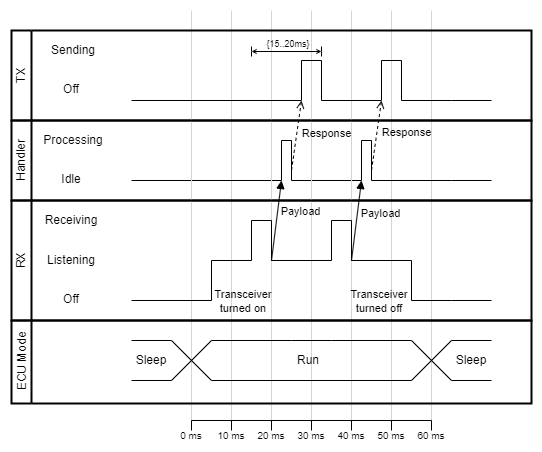 {15..20ms}
TX
Sending
Off
Handler
Processing
Idle
Response
Response
RX
Receiving
Listening
Off
Payload
Payload
Transceiver
turned on
Transceiver
turned off
ECU Mode
Sleep
Run
Sleep
0 ms
10 ms
20 ms
30 ms
40 ms
50 ms
60 ms